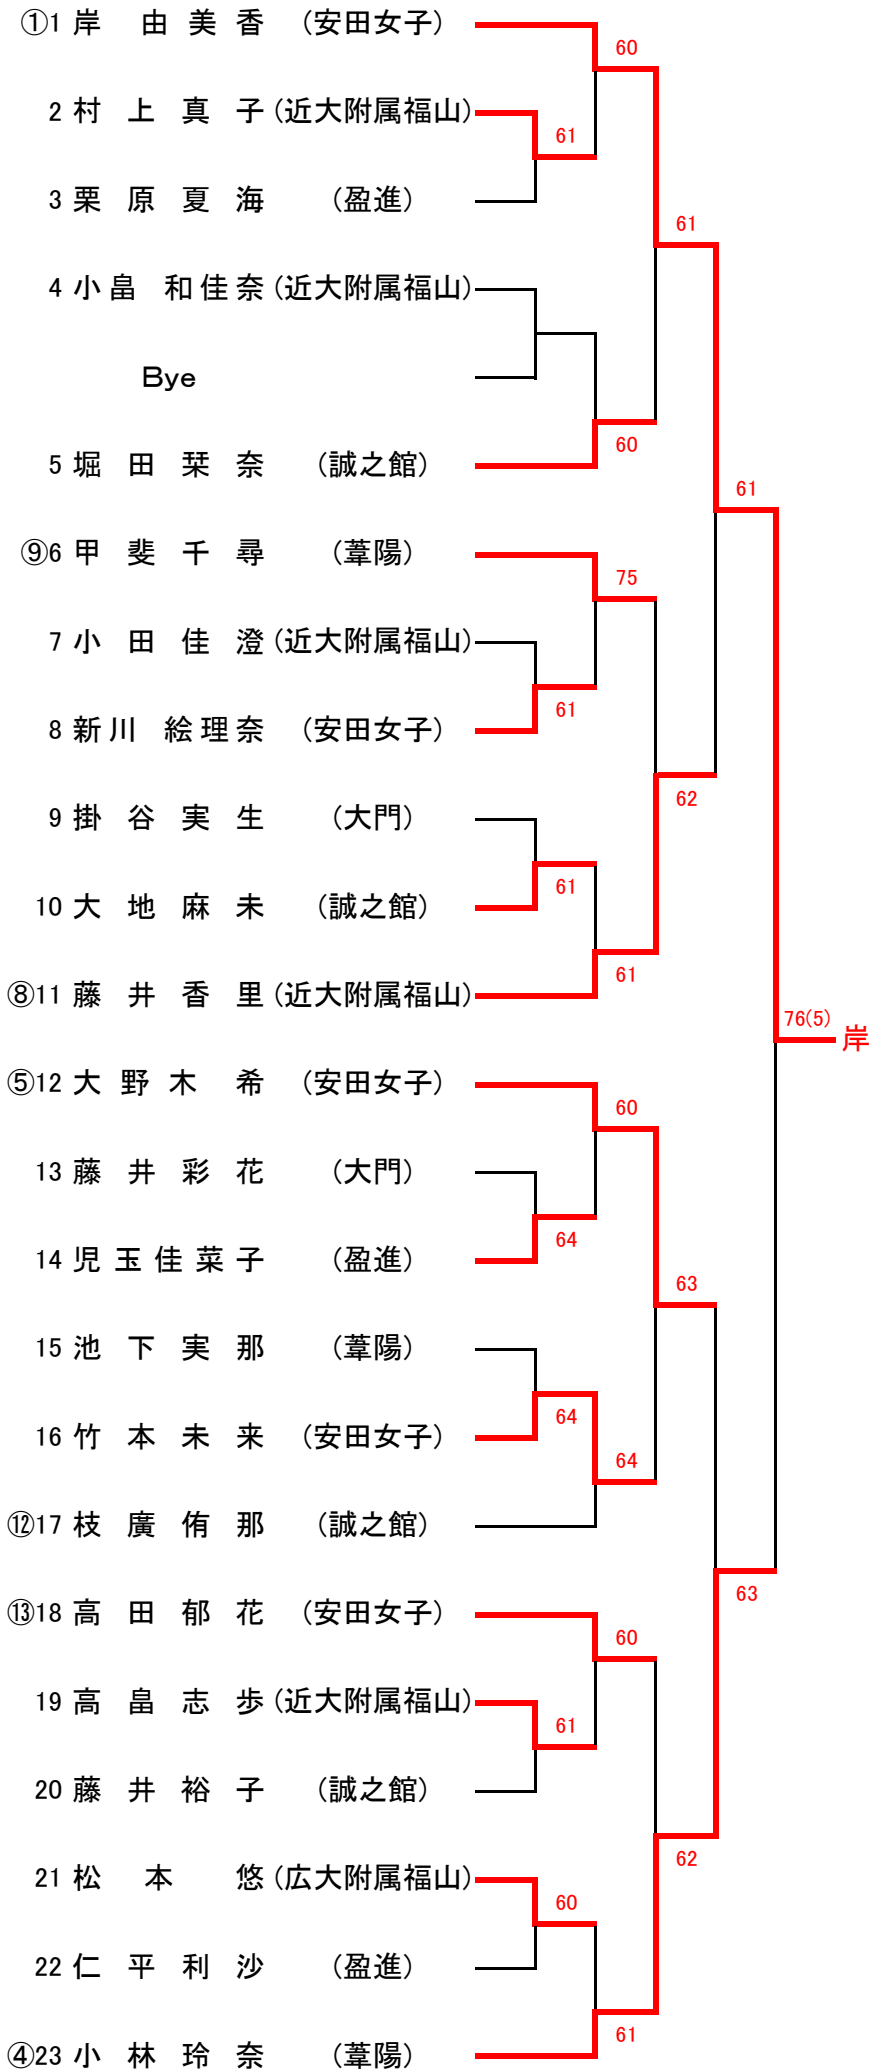 ①1 岸 由美香 (安田女子)
60
2 村上真子 (近大附属福山)
61
3 栗原夏海 (盈進)
61
4 小畠 和佳奈 (近大附属福山)
Bye
60
5 堀田栞奈 (誠之館)
61
⑨6 甲斐千尋 (葦陽)
75
7 小田佳澄 (近大附属福山)
61
8 新川 絵理奈 (安田女子)
62
9 掛谷実生 (大門)
61
10 大地麻未 (誠之館)
61
⑧11 藤井香里 (近大附属福山)
76(5)
岸
⑤12 大野木 希 (安田女子)
60
13 藤井彩花 (大門)
64
14 児玉佳菜子 (盈進)
63
15 池下実那 (葦陽)
64
16 竹本未来 (安田女子)
64
⑫17 枝廣侑那 (誠之館)
63
⑬18 高田郁花 (安田女子)
60
19 高畠志歩 (近大附属福山)
61
20 藤井裕子 (誠之館)
62
21 松本 悠 (広大附属福山)
60
22 仁平利沙 (盈進)
61
④23 小林玲奈 (葦陽)